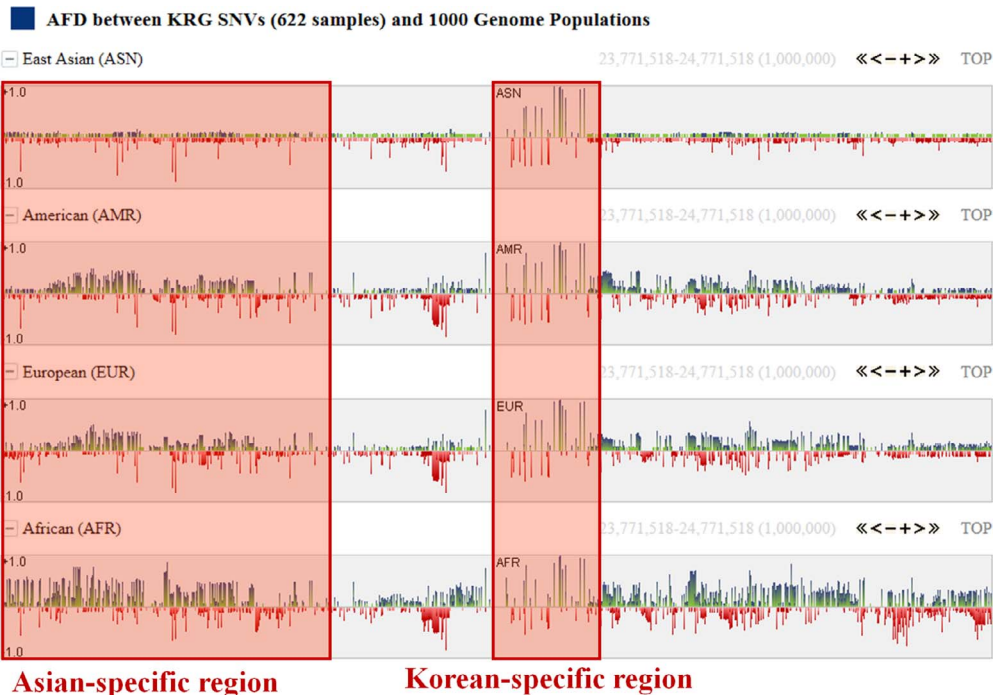 AFD between KRG SNVs (622 samples) and 1000 Genome Populations
East Asian (ASN) 23,771,518-24,771,518 (1,000,000) ≪<-+>≫ TOP
+1.0 ASN
1.0
American (AMR) 23,771,518-24,771,518 (1,000,000) ≪<-+>≫ TOP
+1.0 AMR
1.0
European (EUR) 23,771,518-24,771,518 (1,000,000) ≪<-+>≫ TOP
+1.0 EUR
1.0
African (AFR) 23,771,518-24,771,518 (1,000,000) ≪<-+>≫ TOP
+1.0 AFR
1.0
Asian-specific region Korean-specific region